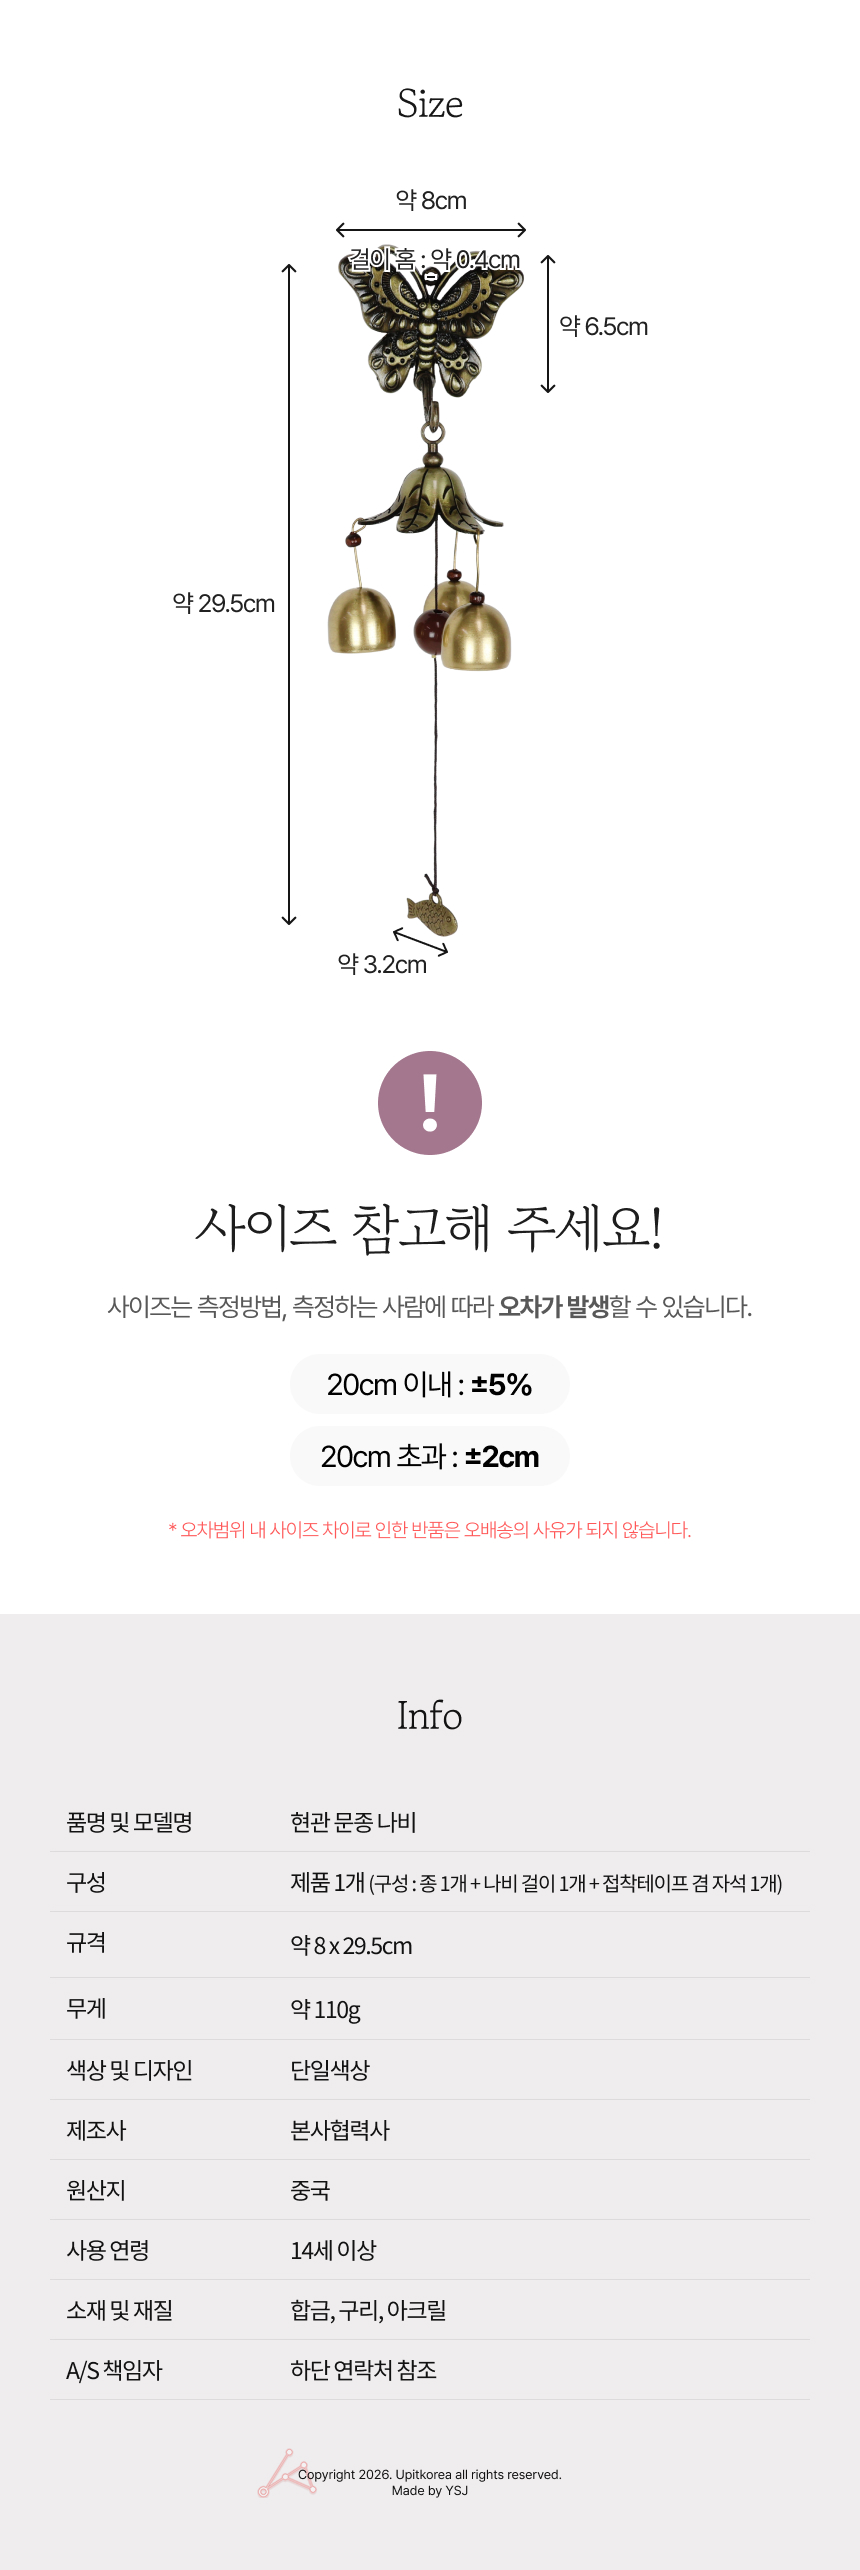 Size
약 8cm
걸이 홈 : 약 0.4cm
약 6.5cm
약 29.5cm
약 3.2cm
!
사이즈 참고해 주세요!
사이즈는 측정방법, 측정하는 사람에 따라 오차가 발생할 수 있습니다.
20cm 이내 : ±5%
20cm 초과 : ±2cm
* 오차범위 내 사이즈 차이로 인한 반품은 오배송의 사유가 되지 않습니다.
Info
품명 및 모델명 현관 문종 나비
구성 제품 1개 (구성 : 종 1개 + 나비 걸이 1개 + 접착테이프 겸 자석 1개)
규격 약 8 x 29.5cm
무게 약 110g
색상 및 디자인 단일색상
제조사 본사협력사
원산지 중국
사용 연령 14세 이상
소재 및 재질 합금, 구리, 아크릴
A/S 책임자 하단 연락처 참조
Copyright 2026. Upitkorea all rights reserved.
Made by YSJ